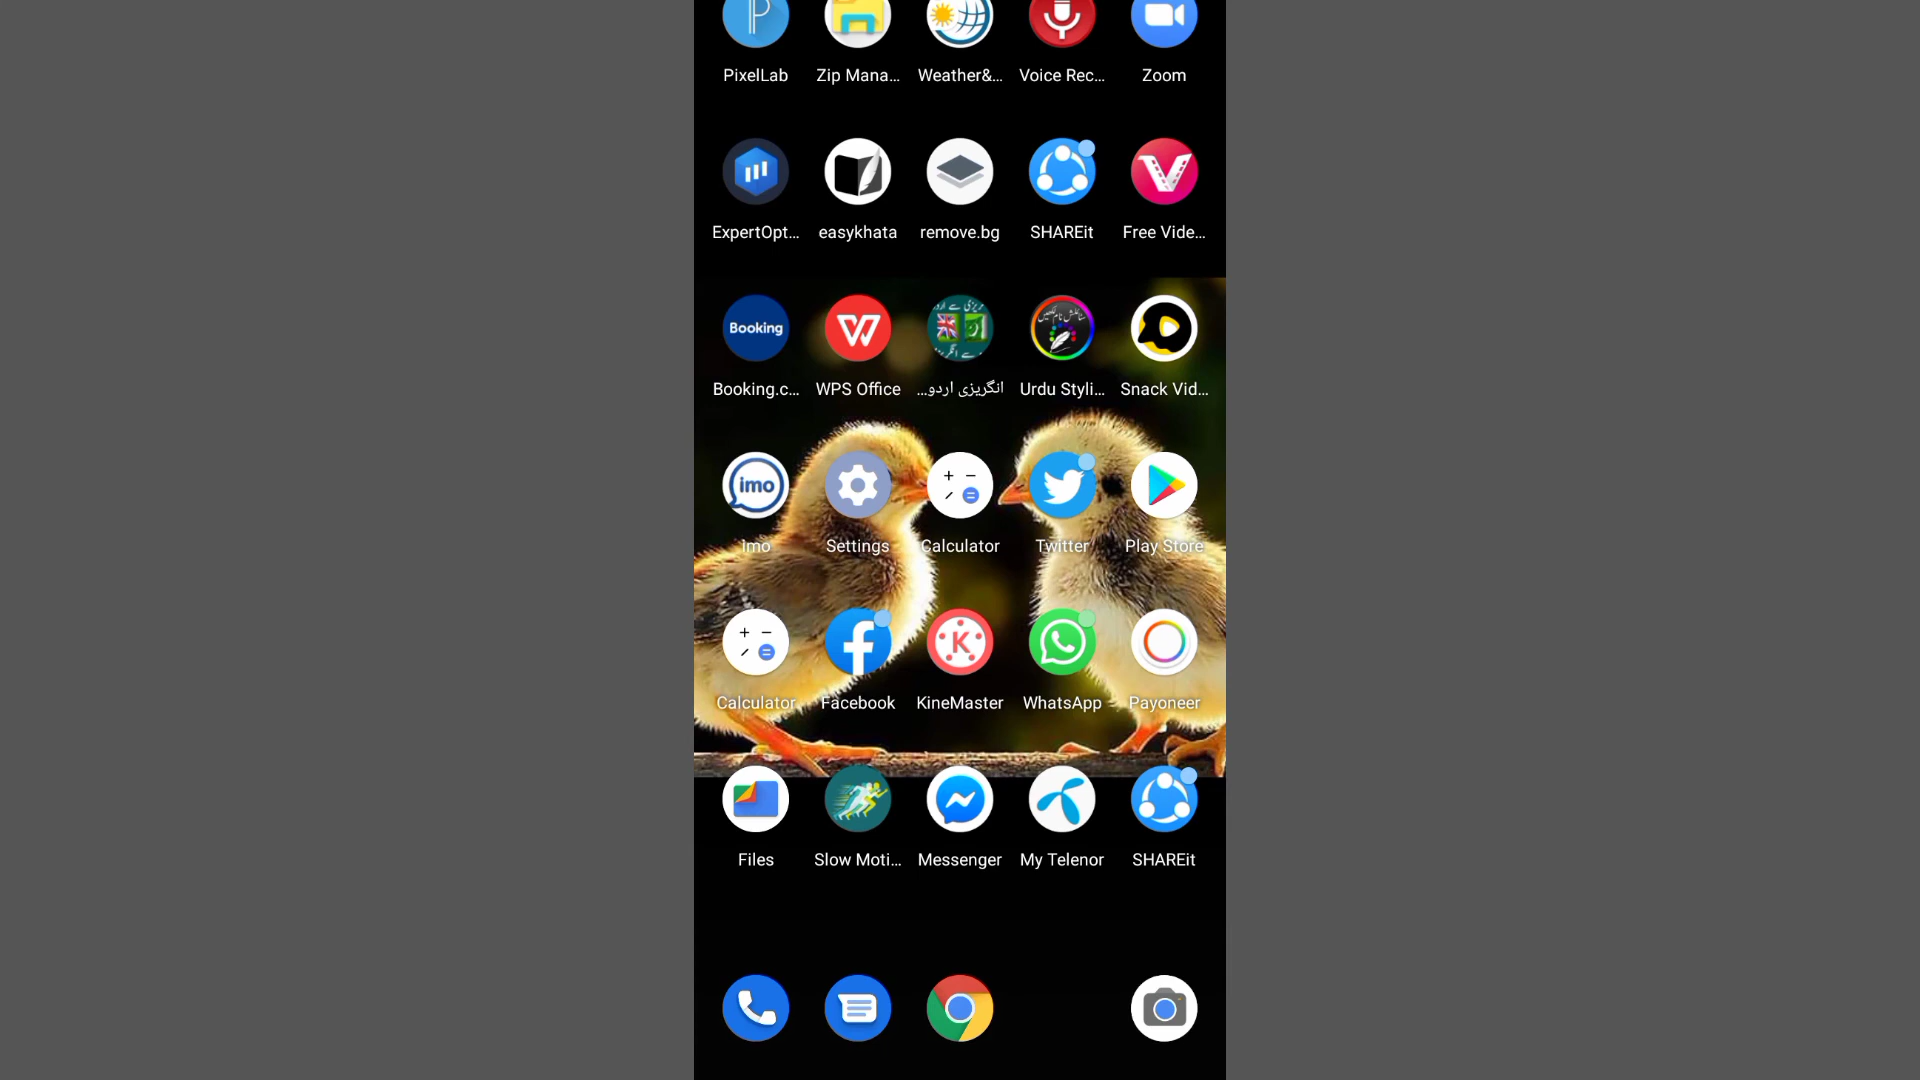 PixelLab
Zip Mana...
Weather&...
Voice Rec...
Zoom
ExpertOpt...
easykhata
remove.bg
SHAREit
Free Vide...
Booking
Booking.c...
WPS Office
انگریزی اردو...
Urdu Styli...
Snack Vid...
imo
imo
Settings
Calculator
Twitter
Play Store
Calculator
Facebook
K
KineMaster
WhatsApp
Payoneer
Files
Slow Moti...
Messenger
My Telenor
SHAREit